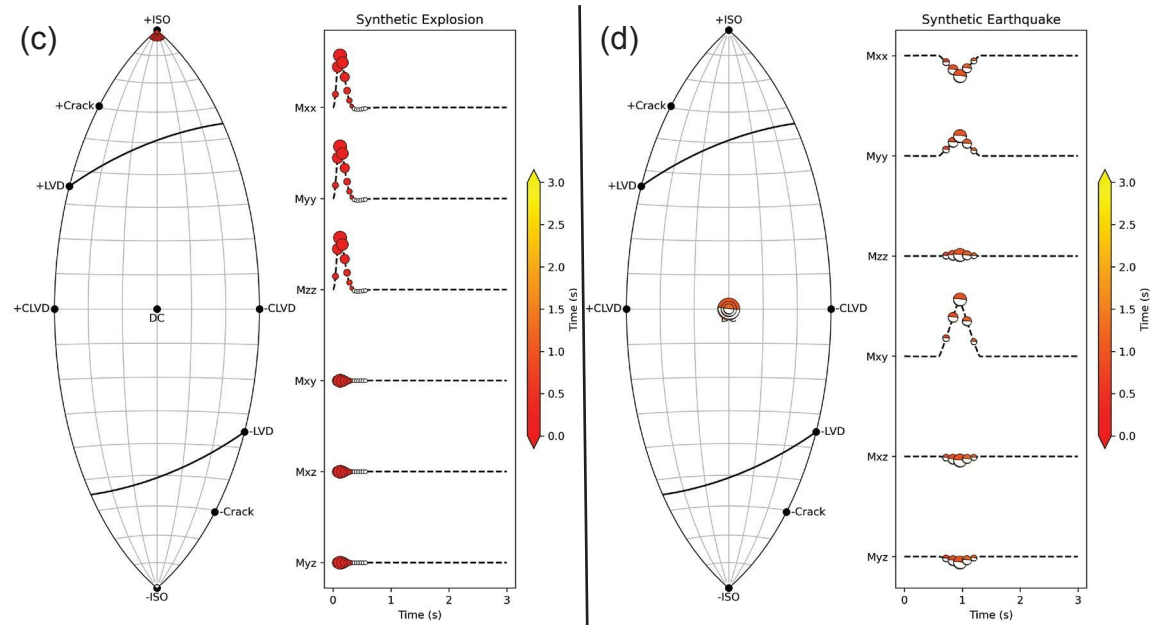 (c)
+ISO
+Crack
+LVD
+CLVD
DC
-CLVD
-LVD
-Crack
-ISO
Synthetic Explosion
Mxx
Myy
Mzz
Mxy
Mxz
Myz
0 1 2 3
Time (s)
3.0
2.5
2.0
1.5
1.0
0.5
0.0
Time (s)
(d)
+ISO
+Crack
+LVD
+CLVD
DC
-CLVD
-LVD
-Crack
-ISO
Synthetic Earthquake
Mxx
Myy
Mzz
Mxy
Mxz
Myz
0 1 2 3
Time (s)
3.0
2.5
2.0
1.5
1.0
0.5
0.0
Time (s)